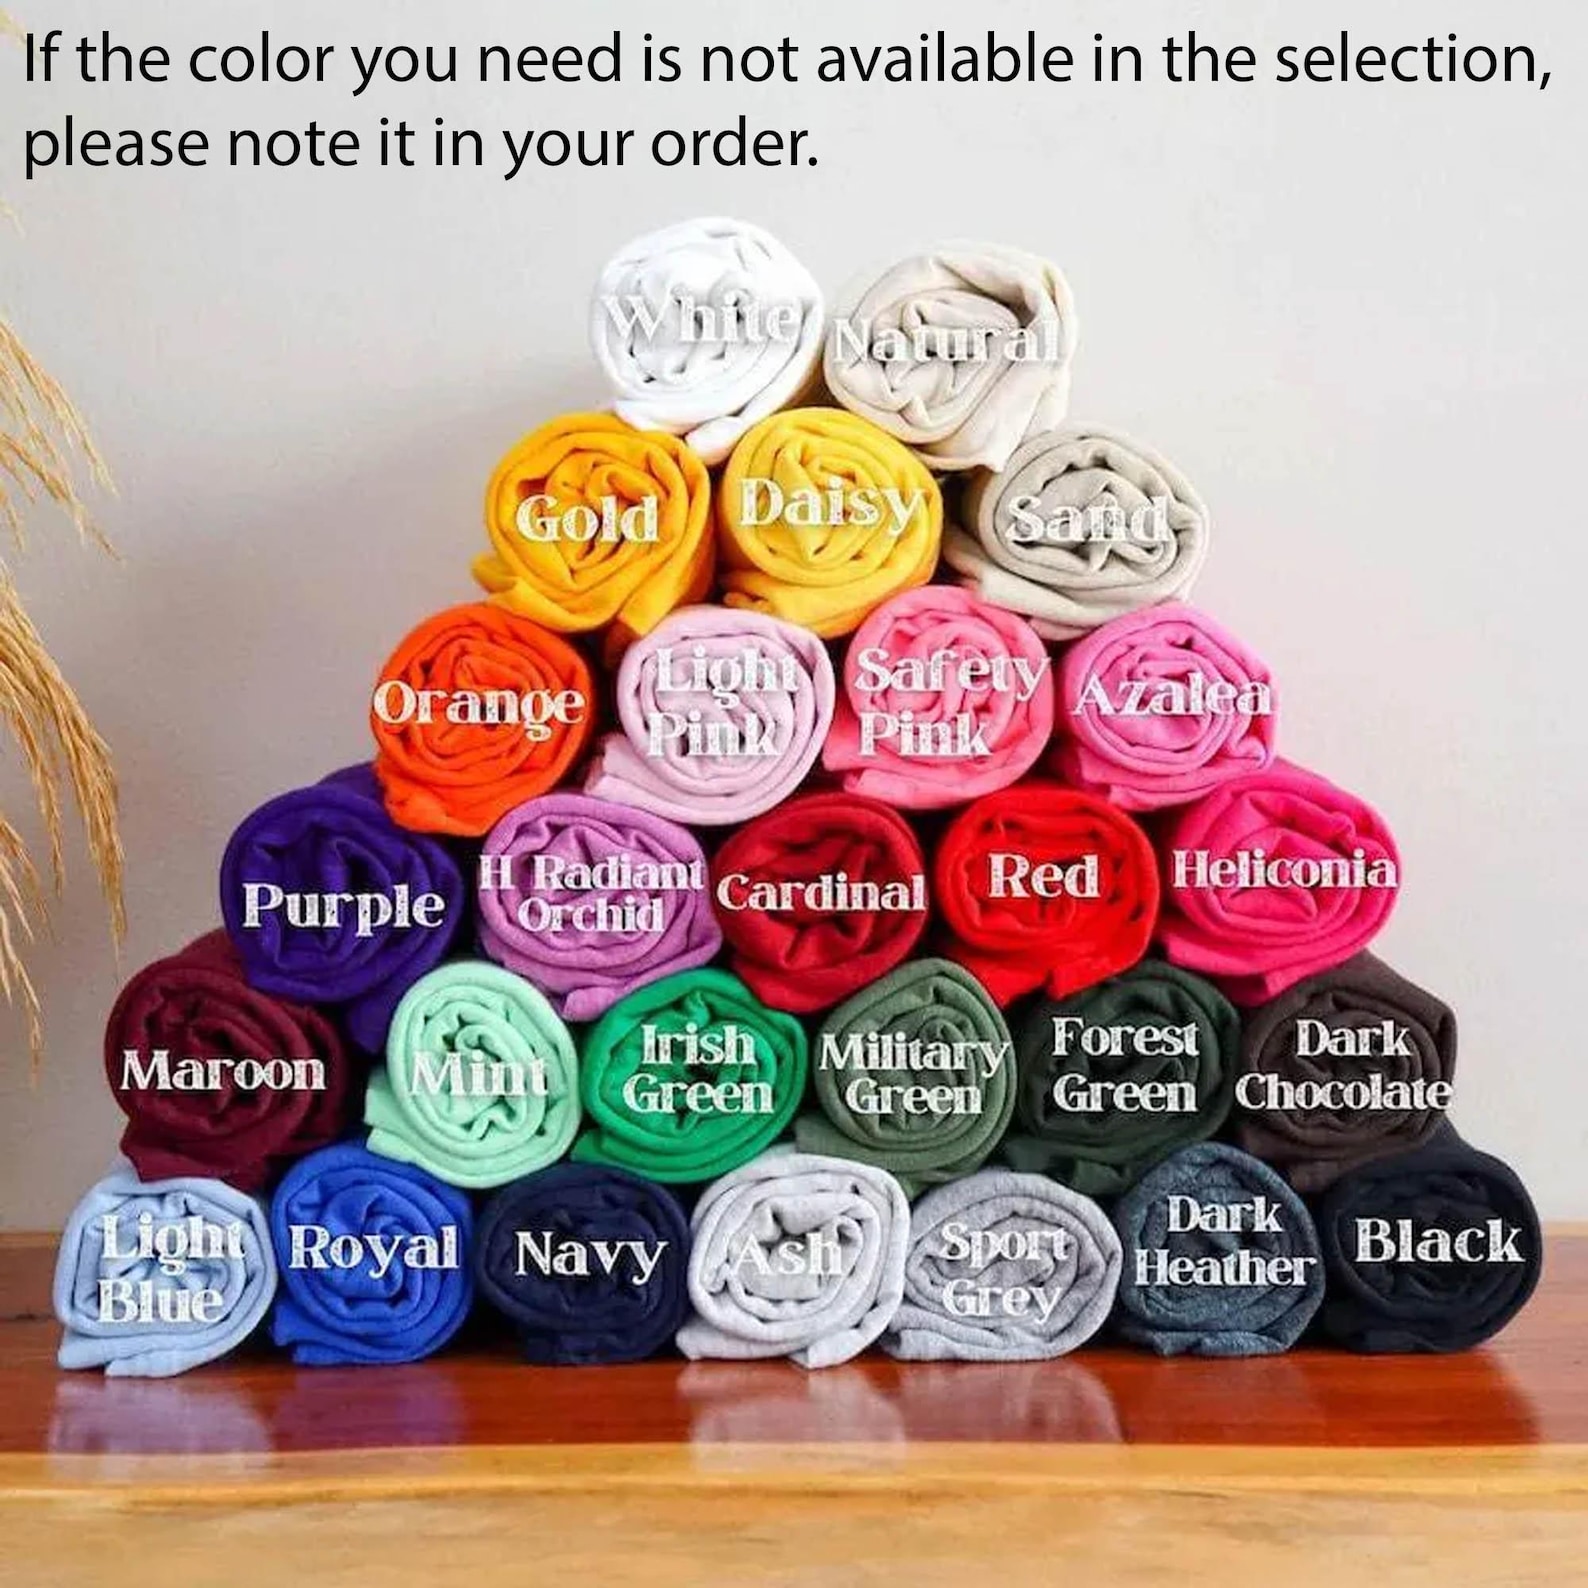 If the color you need is not available in the selection,
please note it in your order.
White
Natural
Gold
Daisy
Sand
Orange
Light
Pink
Safety
Pink
Azalea
Purple
H Radiant
Orchid
Cardinal
Red
Heliconia
Maroon
Mint
Irish
Green
Military
Green
Forest
Green
Dark
Chocolate
Light
Blue
Royal
Navy
Ash
Sport
Grey
Dark
Heather
Black